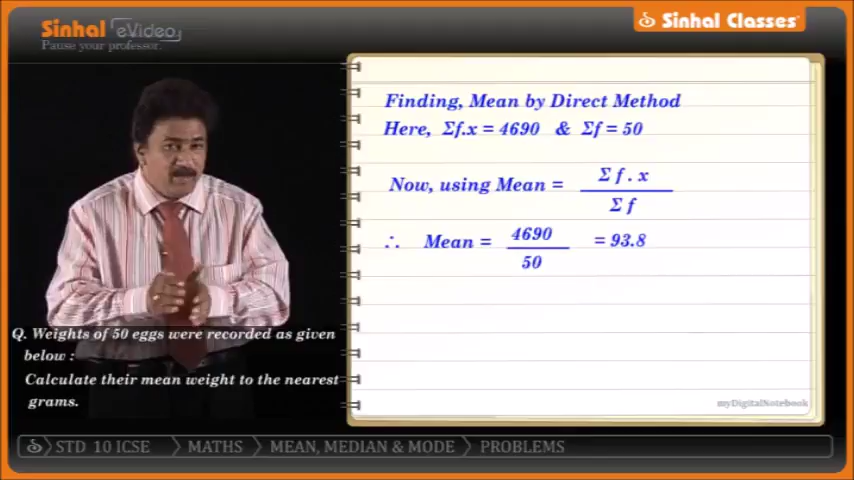 Sinhal eVideo
Pause your professor.
Sinhal Classes
Finding, Mean by Direct Method
Here, Σf.x = 4690 & Σf = 50
Now, using Mean = Σ f . x
Σ f
∴ Mean = 4690 = 93.8
50
Q. Weights of 50 eggs were recorded as given
below :
Calculate their mean weight to the nearest
grams.
myDigitalNotebook
STD 10 ICSE MATHS MEAN, MEDIAN & MODE PROBLEMS